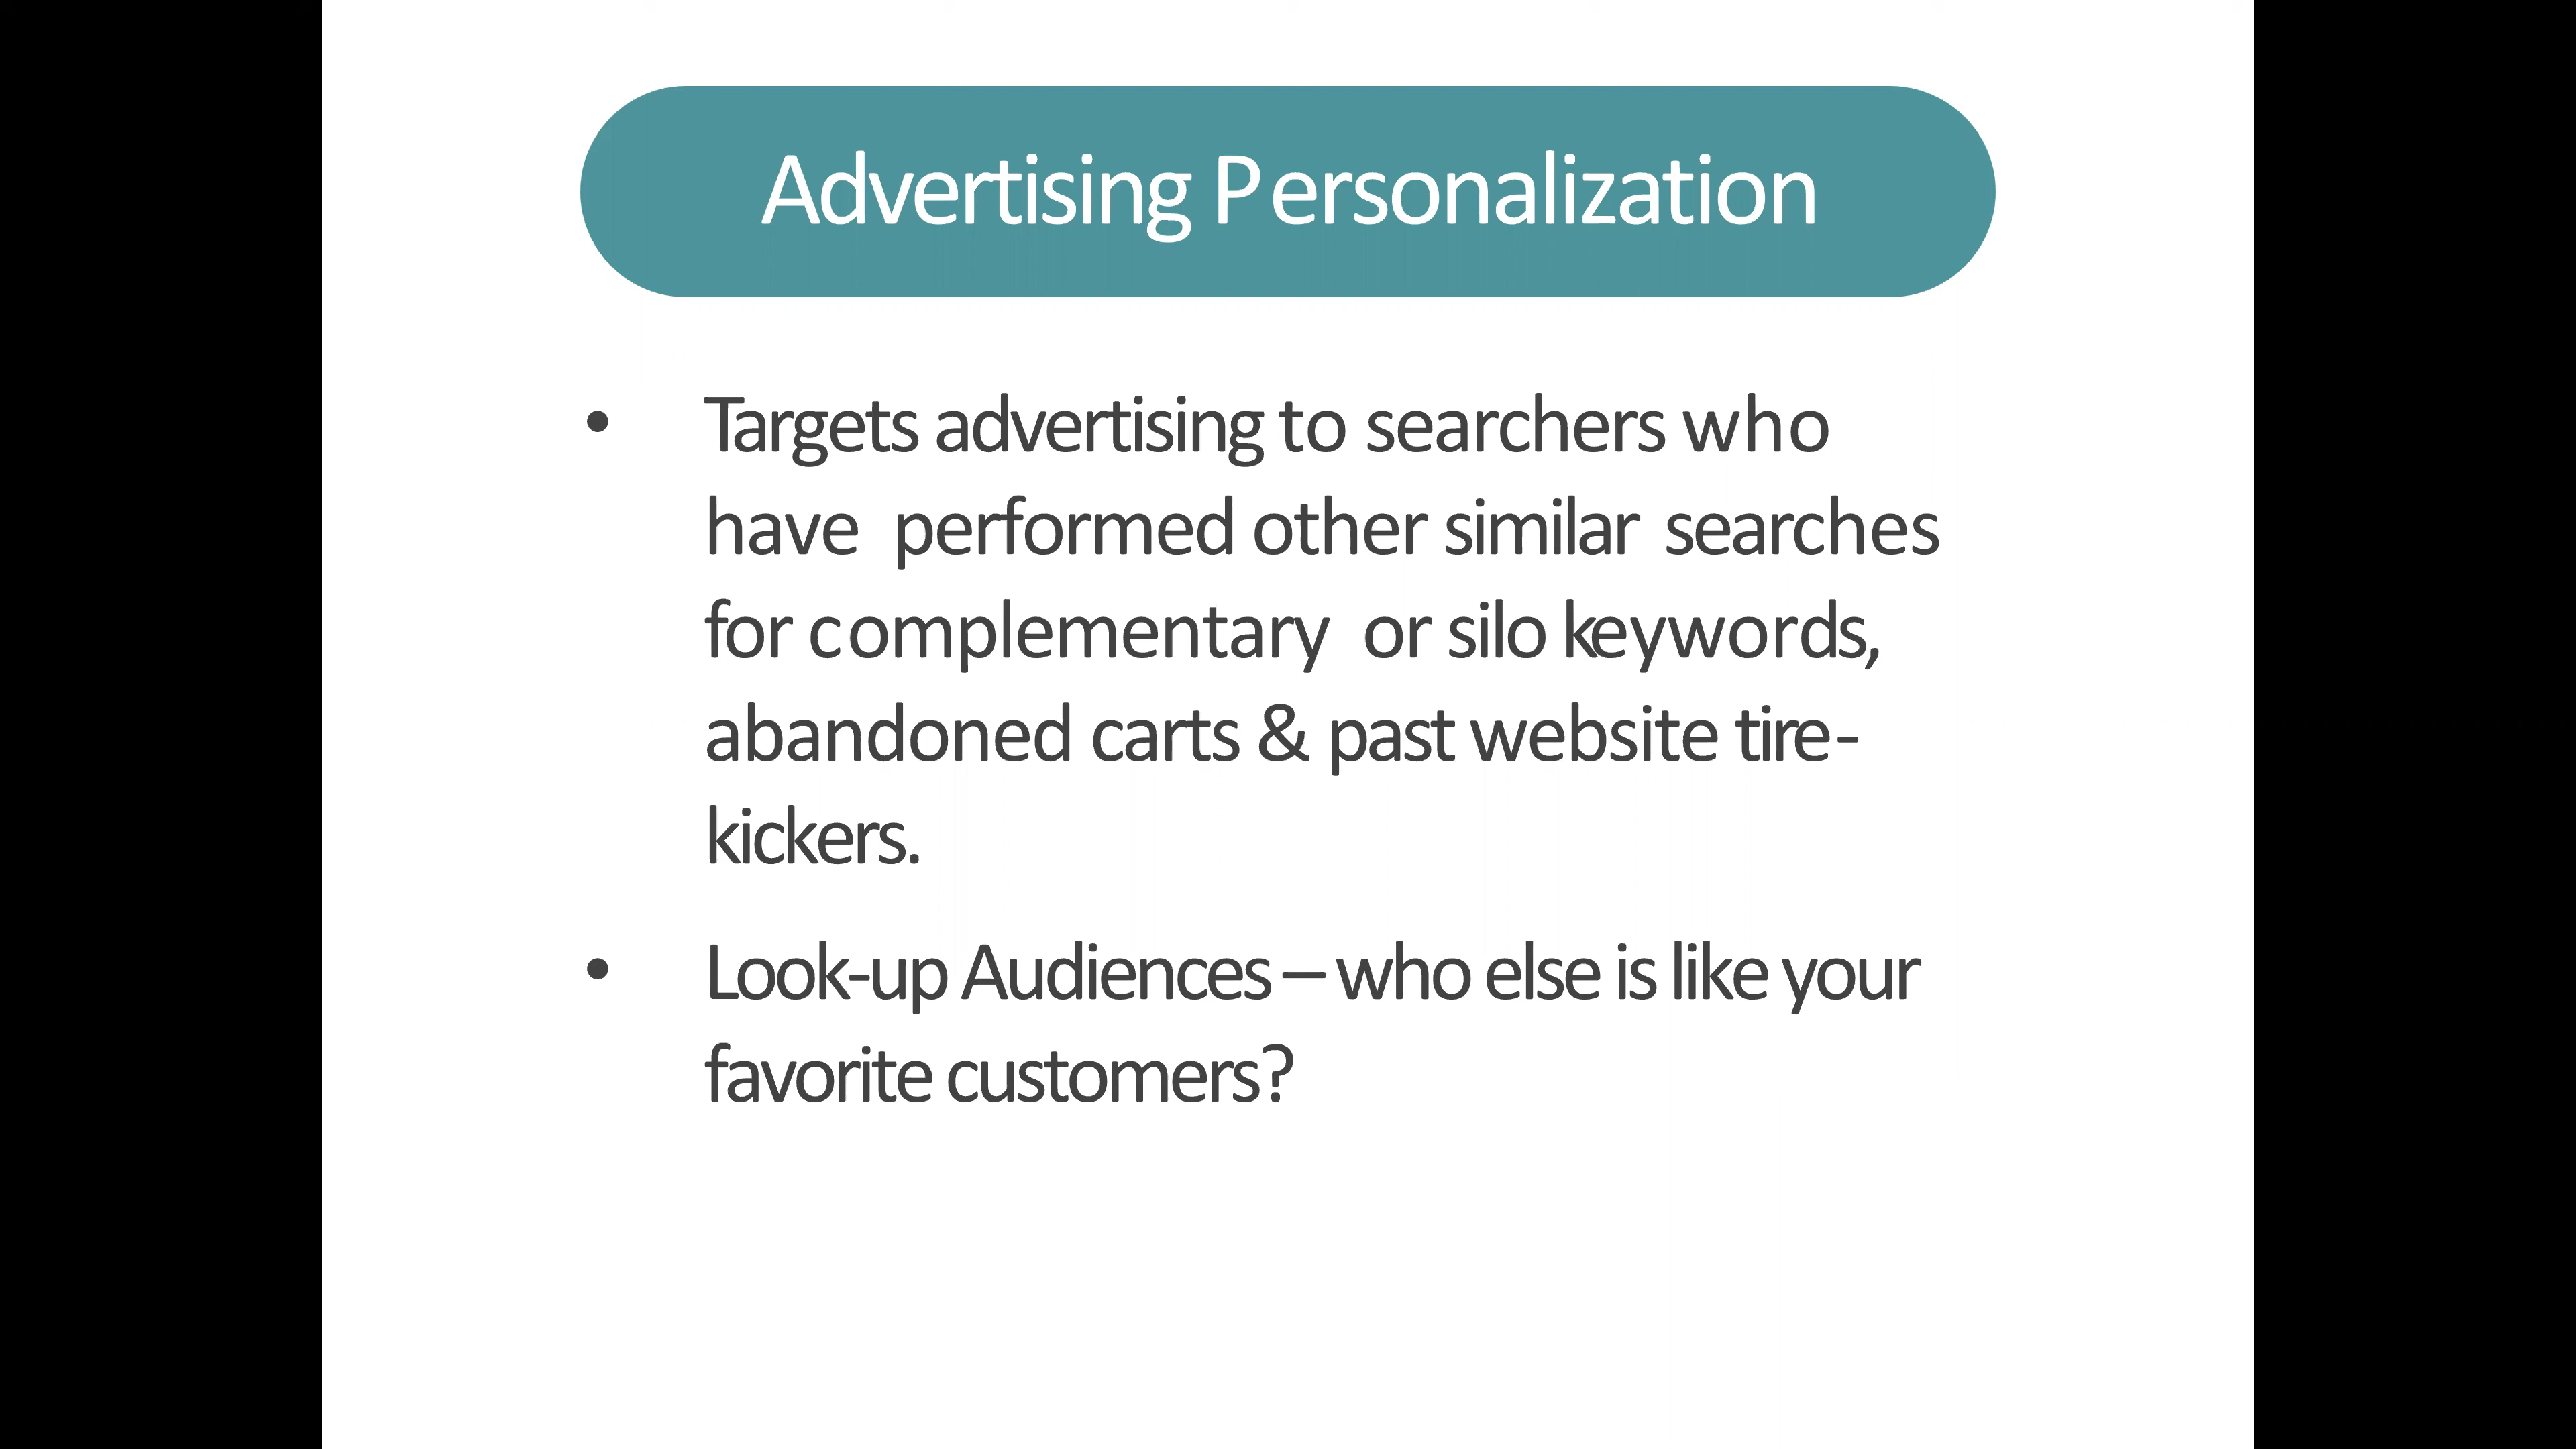 Advertising Personalization
• Targets advertising to searchers who
have performed other similar searches
for complementary or silo keywords,
abandoned carts & past website tire-
kickers.
• Look-up Audiences – who else is like your
favorite customers?